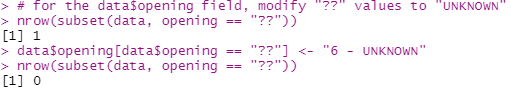 > # for the data$opening field, modify "??" values to "UNKNOWN"
> nrow(subset(data, opening == "??"))
[1] 1
> data$opening[data$opening == "??"] <- "6 - UNKNOWN"
> nrow(subset(data, opening == "??"))
[1] 0